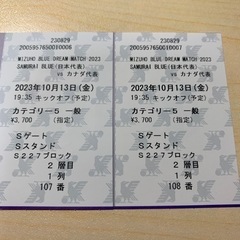 230829
2005957650010006
MIZUHO BLUE DREAM MATCH 2023
SAMURAI BLUE(日本代表)
vs カナダ代表
2023年10月13日(金)
19:35 キックオフ(予定)
カテゴリー5 一般
¥3,700 (指定)
Sゲート
Sスタンド
S227ブロック
2 層目
1 列
107 番
230829
2005957650010007
MIZUHO BLUE DREAM MATCH 2023
SAMURAI BLUE(日本代表)
vs カナダ代表
2023年10月13日(金)
19:35 キックオフ(予定)
カテゴリー5 一般
¥3,700 (指定)
Sゲート
Sスタンド
S227ブロック
2 層目
1 列
108 番